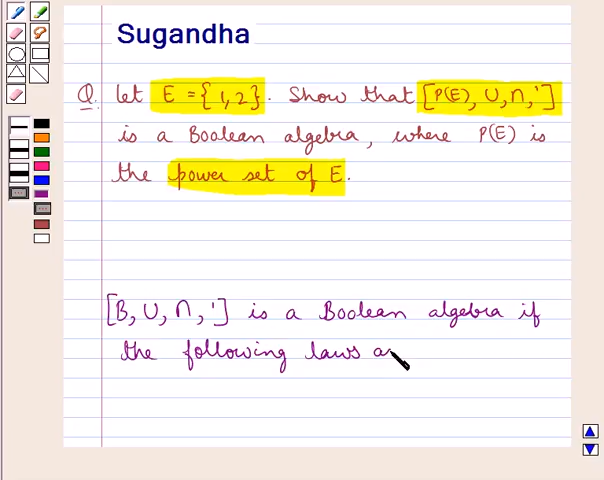 Sugandha
Q. Let E = {1,2}. Show that [P(E), U, ∩, ']
is a Boolean algebra, where P(E) is
the power set of E.
[B, U, ∩, '] is a Boolean algebra if
the following laws a